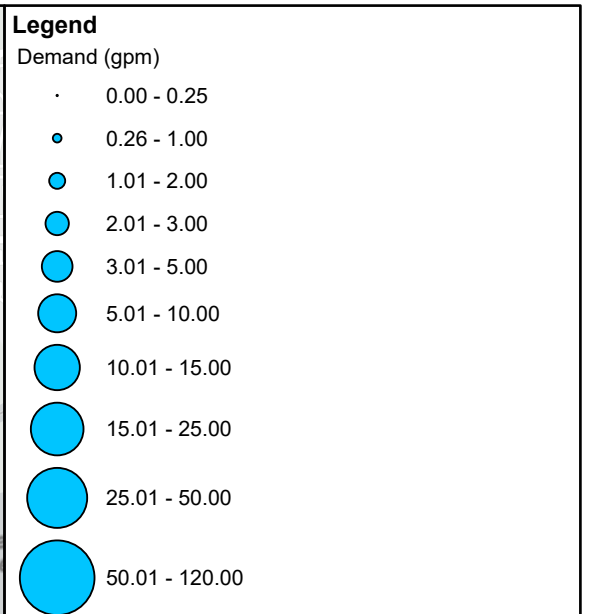 Legend
Demand (gpm)
0.00 - 0.25
0.26 - 1.00
1.01 - 2.00
2.01 - 3.00
3.01 - 5.00
5.01 - 10.00
10.01 - 15.00
15.01 - 25.00
25.01 - 50.00
50.01 - 120.00